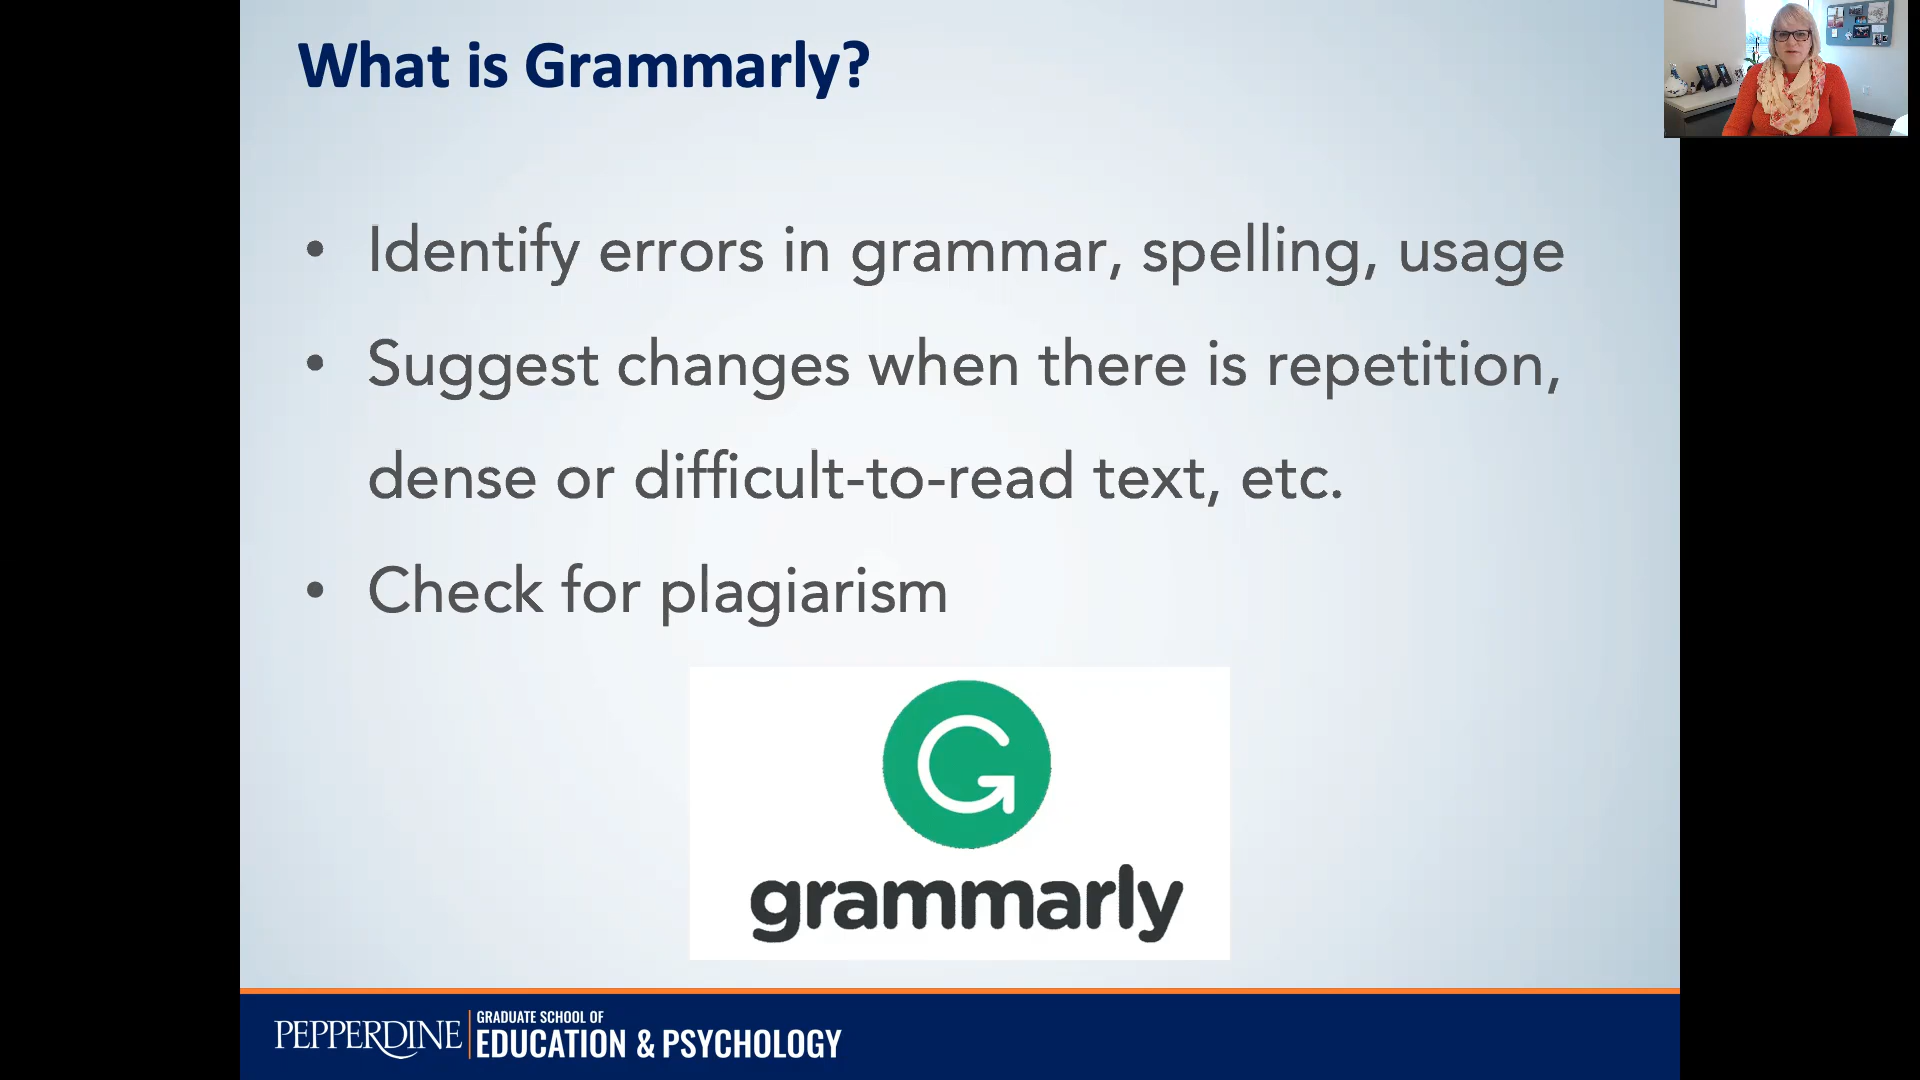 What is Grammarly?
• Identify errors in grammar, spelling, usage
• Suggest changes when there is repetition,
dense or difficult-to-read text, etc.
• Check for plagiarism
G
grammarly
PEPPERDINE
GRADUATE SCHOOL OF
EDUCATION & PSYCHOLOGY